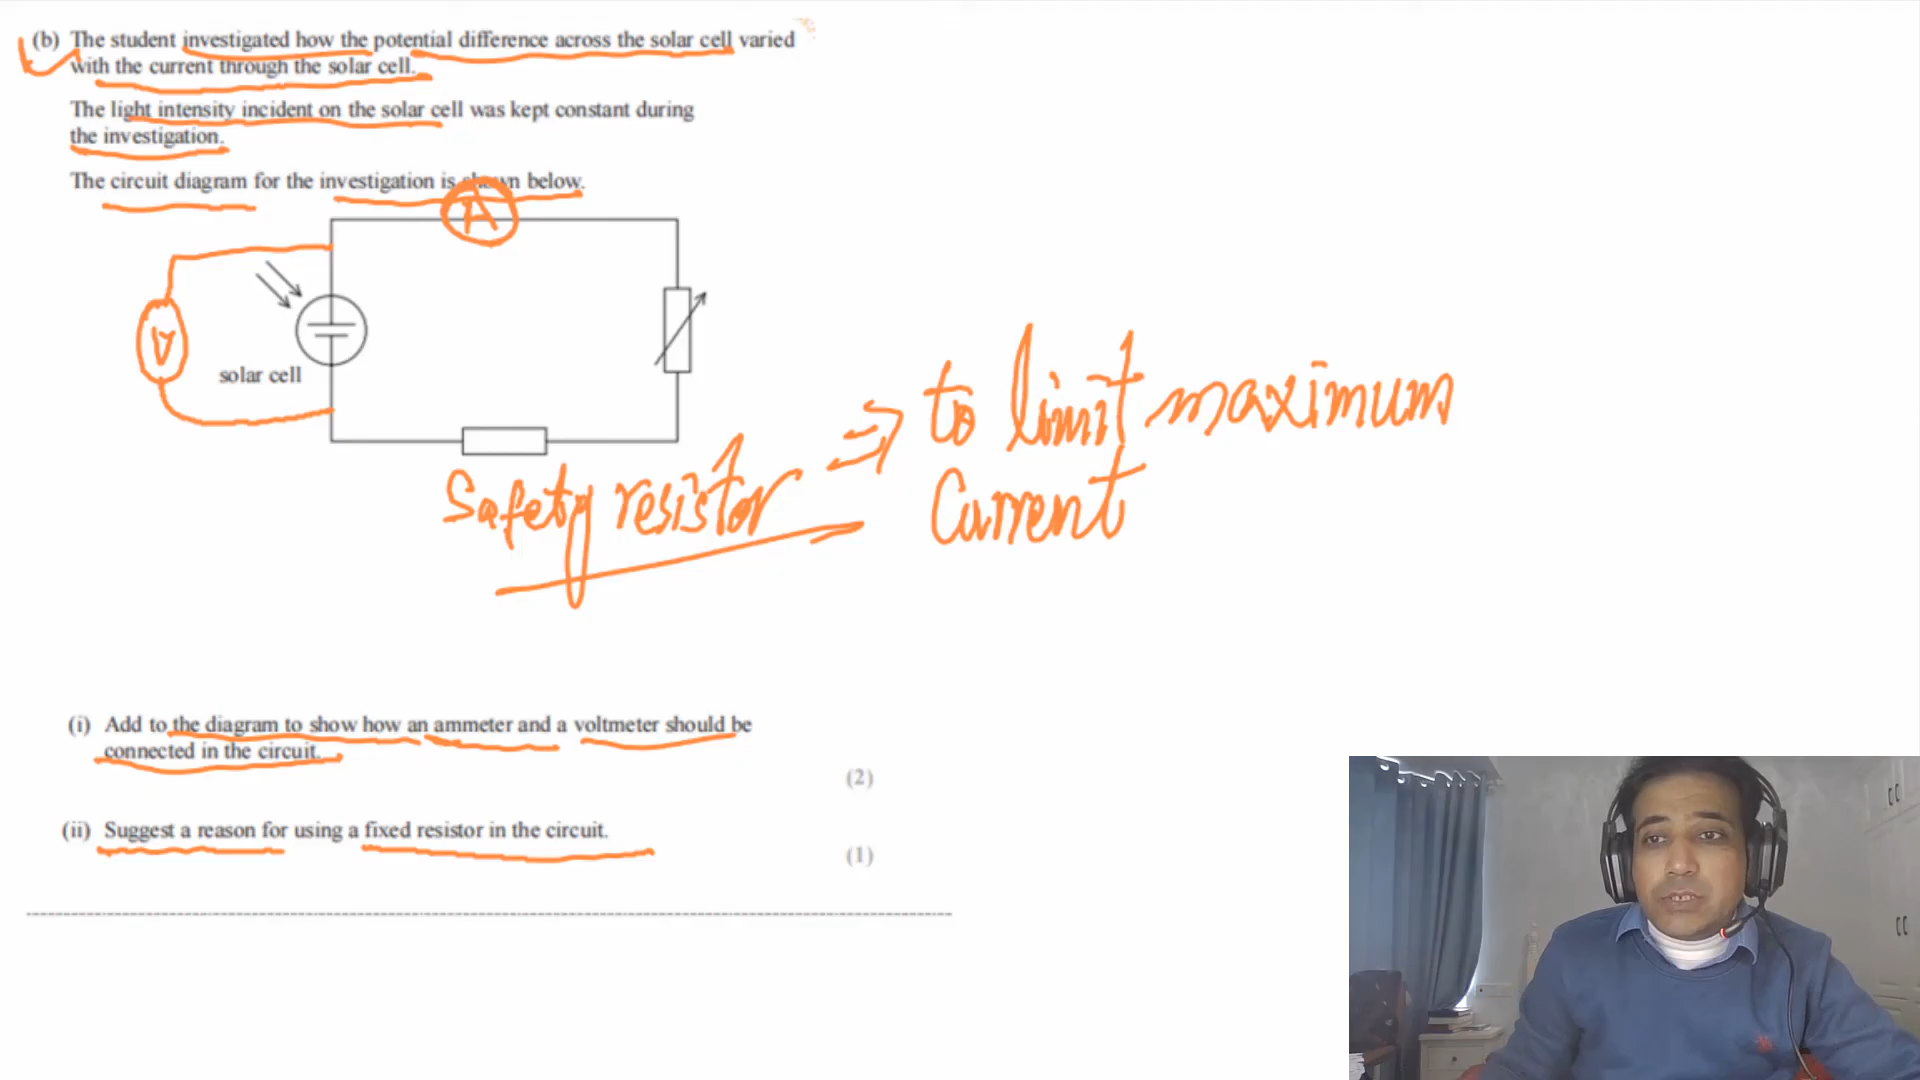 (b) The student investigated how the potential difference across the solar cell varied
with the current through the solar cell.
The light intensity incident on the solar cell was kept constant during
the investigation.
The circuit diagram for the investigation is shown below.
A
V
solar cell
Safety resistor ⇒ to limit maximum
Current
(i) Add to the diagram to show how an ammeter and a voltmeter should be
connected in the circuit.
(2)
(ii) Suggest a reason for using a fixed resistor in the circuit.
(1)